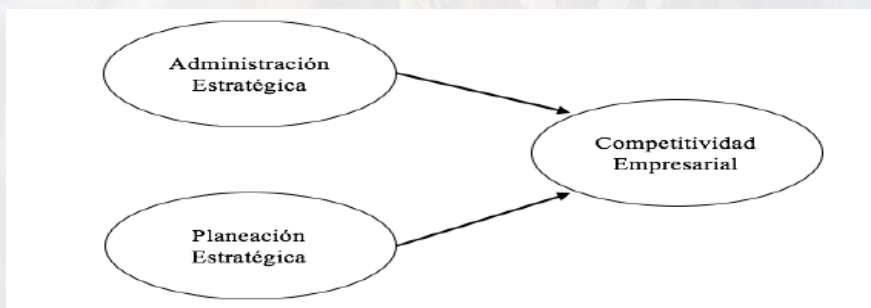 Administración
Estratégica
Competitividad
Empresarial
Planeación
Estratégica